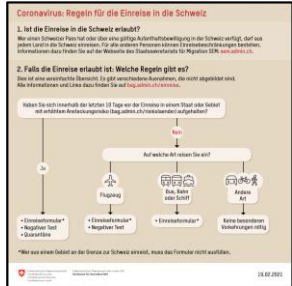 Coronavirus: Regeln für die Einreise in die Schweiz
1. Ist die Einreise in die Schweiz erlaubt?
Wer einen Schweizer Pass hat oder über eine gültige Aufenthaltsbewilligung in der Schweiz verfügt, darf aus
jedem Land in die Schweiz einreisen. Für alle anderen Personen können Einreisebeschränkungen bestehen.
Informationen dazu finden Sie auf der Webseite des Staatssekretariats für Migration SEM: sem.admin.ch.
2. Falls die Einreise erlaubt ist: Welche Regeln gibt es?
Dies ist eine vereinfachte Übersicht. Es gibt verschiedene Ausnahmen, die nicht abgebildet sind.
Alle Informationen und Links dazu finden Sie auf bag.admin.ch/einreise.
Haben Sie sich innerhalb der letzten 10 Tage vor der Einreise in einem Staat oder Gebiet
mit erhöhtem Ansteckungsrisiko (bag.admin.ch/risikolaender) aufgehalten?
Nein
Auf welche Art reisen Sie ein?
Ja
Flugzeug
Bus, Bahn
oder Schiff
Andere
Art
• Einreiseformular*
• Negativer Test
• Quarantäne
• Einreiseformular*
• Negativer Test
• Einreiseformular*
Keine besonderen
Vorkehrungen nötig
*Wer aus einem Gebiet an der Grenze zur Schweiz einreist, muss das Formular nicht ausfüllen.
15.02.2021